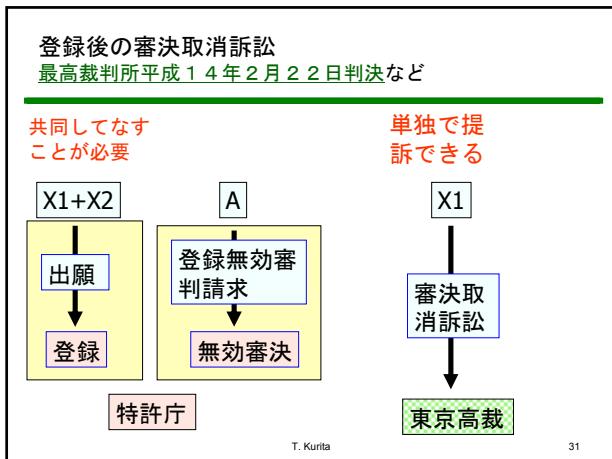 登録後の審決取消訴訟
最高裁判所平成１４年２月２２日判決など
共同してなす
ことが必要
単独で提
訴できる
X1+X2
A
X1
出願
登録無効審
判請求
審決取
消訴訟
登録
無効審決
特許庁
東京高裁
T. Kurita
31